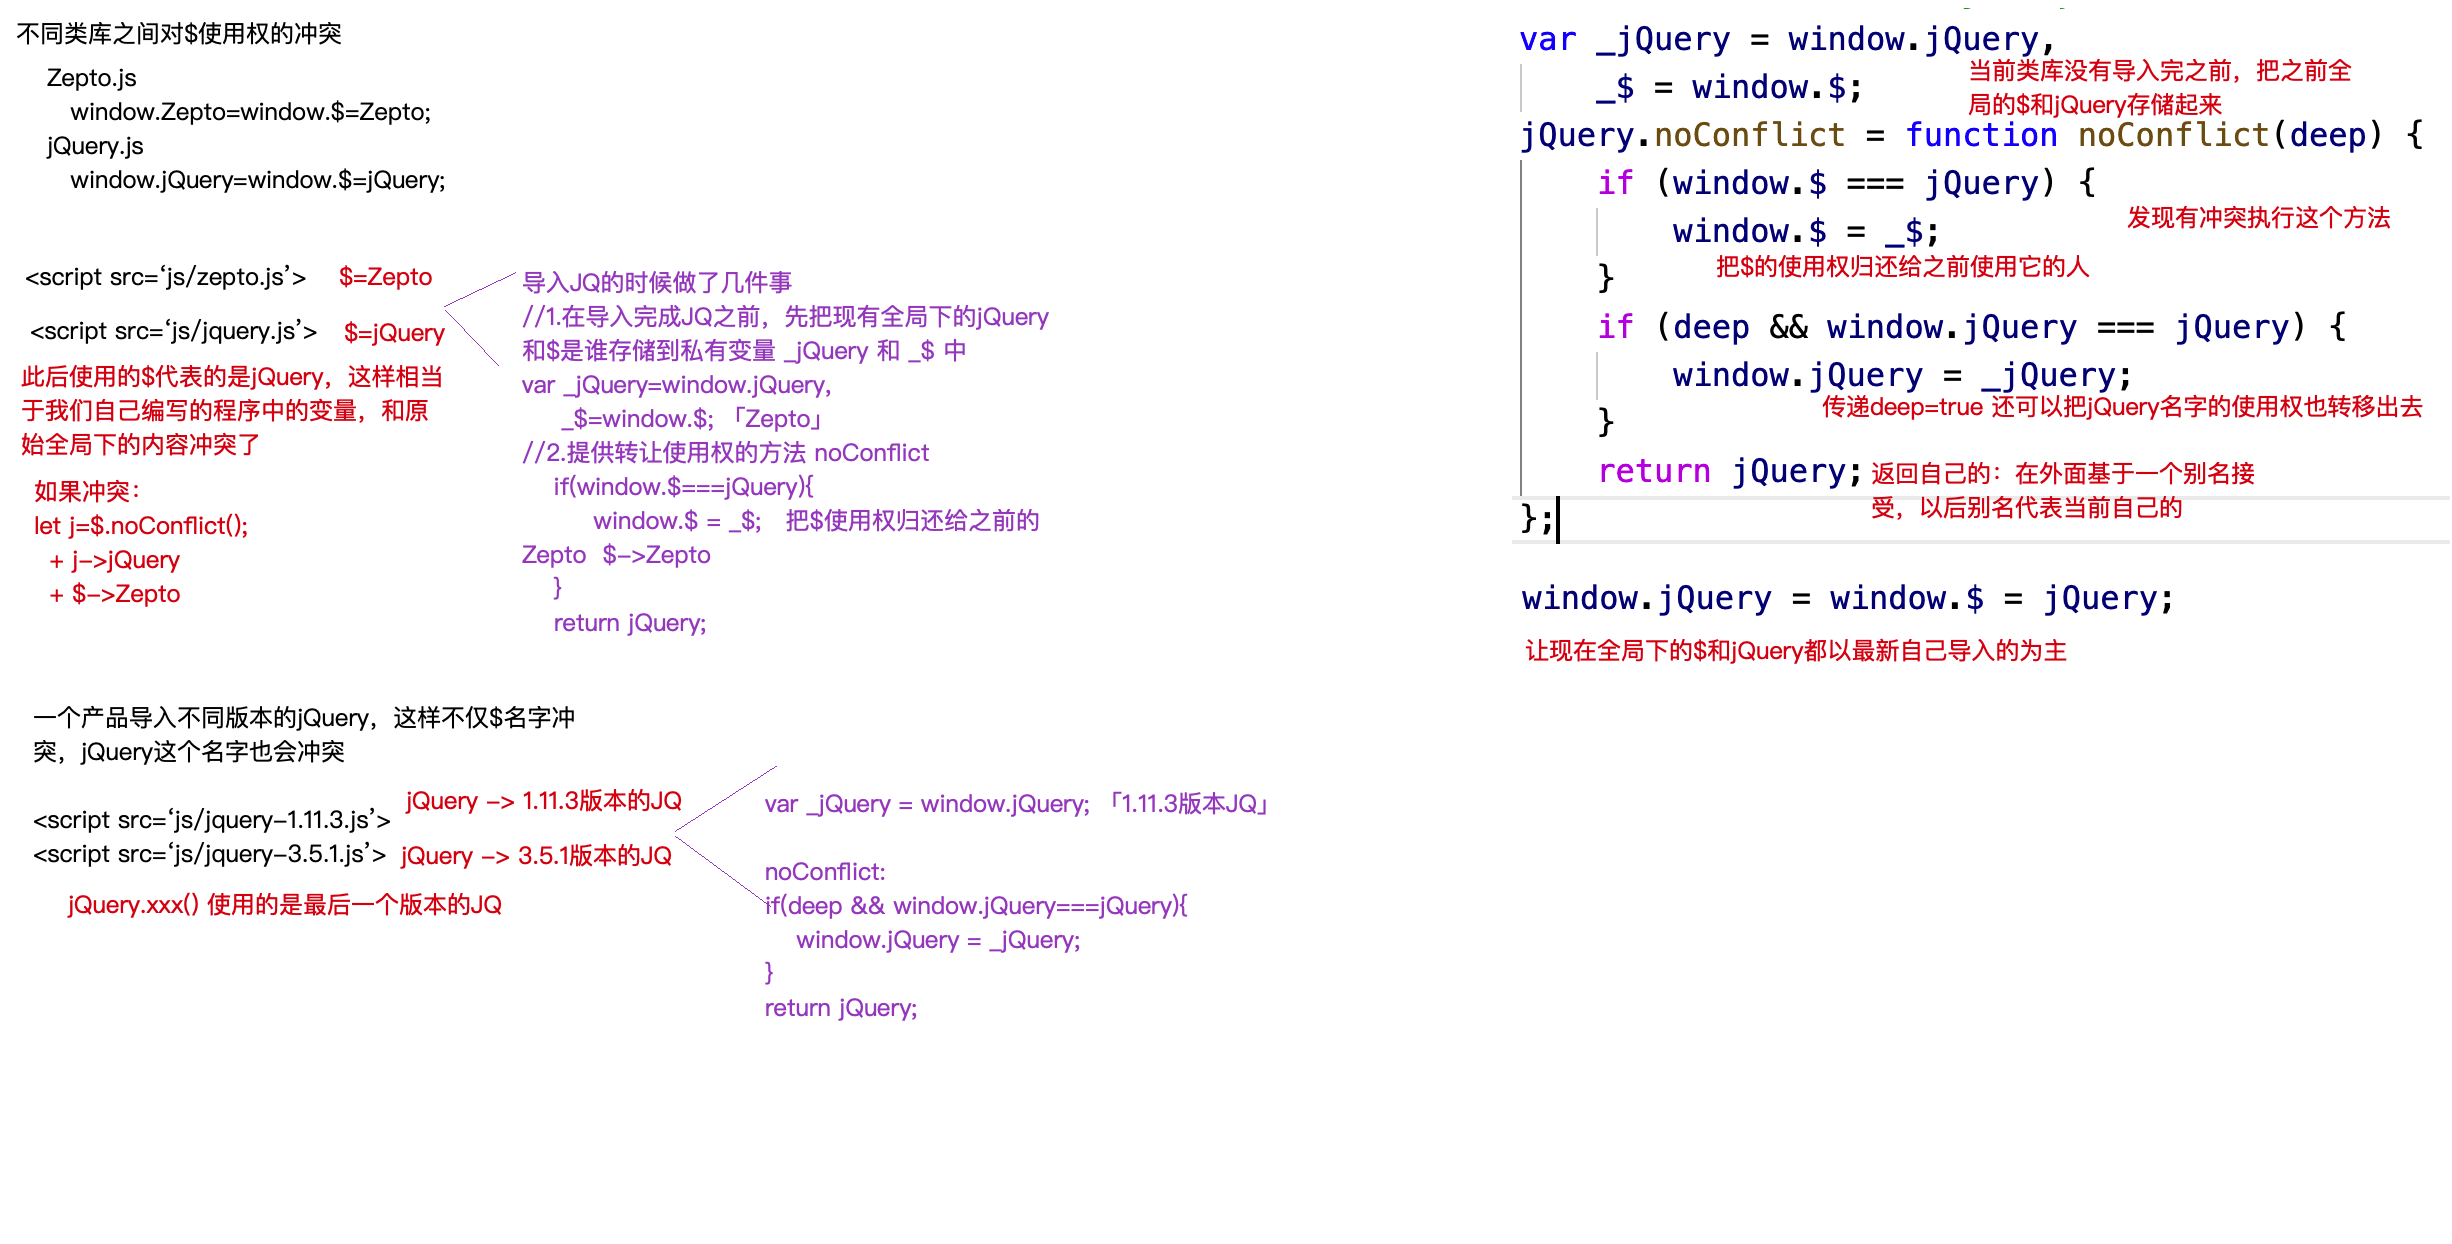 不同类库之间对$使用权的冲突
Zepto.js
window.Zepto=window.$=Zepto;
jQuery.js
window.jQuery=window.$=jQuery;
<script src=‘js/zepto.js’>
$=Zepto
<script src=‘js/jquery.js’>
$=jQuery
此后使用的$代表的是jQuery，这样相当
于我们自己编写的程序中的变量，和原
始全局下的内容冲突了
如果冲突：
let j=$.noConflict();
+ j->jQuery
+ $->Zepto
导入JQ的时候做了几件事
//1.在导入完成JQ之前，先把现有全局下的jQuery
和$是谁存储到私有变量 _jQuery 和 _$ 中
var _jQuery=window.jQuery,
_$=window.$; 「Zepto」
//2.提供转让使用权的方法 noConflict
if(window.$===jQuery){
window.$ = _$; 把$使用权归还给之前的
Zepto $->Zepto
}
return jQuery;
一个产品导入不同版本的jQuery，这样不仅$名字冲
突，jQuery这个名字也会冲突
<script src=‘js/jquery-1.11.3.js’>
jQuery -> 1.11.3版本的JQ
<script src=‘js/jquery-3.5.1.js’>
jQuery -> 3.5.1版本的JQ
jQuery.xxx() 使用的是最后一个版本的JQ
var _jQuery = window.jQuery; 「1.11.3版本JQ」
noConflict:
if(deep && window.jQuery===jQuery){
window.jQuery = _jQuery;
}
return jQuery;
var _jQuery = window.jQuery,
_$ = window.$;
当前类库没有导入完之前，把之前全
局的$和jQuery存储起来
jQuery.noConflict = function noConflict(deep) {
if (window.$ === jQuery) {
发现有冲突执行这个方法
window.$ = _$;
把$的使用权归还给之前使用它的人
}
if (deep && window.jQuery === jQuery) {
window.jQuery = _jQuery;
传递deep=true 还可以把jQuery名字的使用权也转移出去
}
return jQuery;
返回自己的：在外面基于一个别名接
受，以后别名代表当前自己的
};
window.jQuery = window.$ = jQuery;
让现在全局下的$和jQuery都以最新自己导入的为主